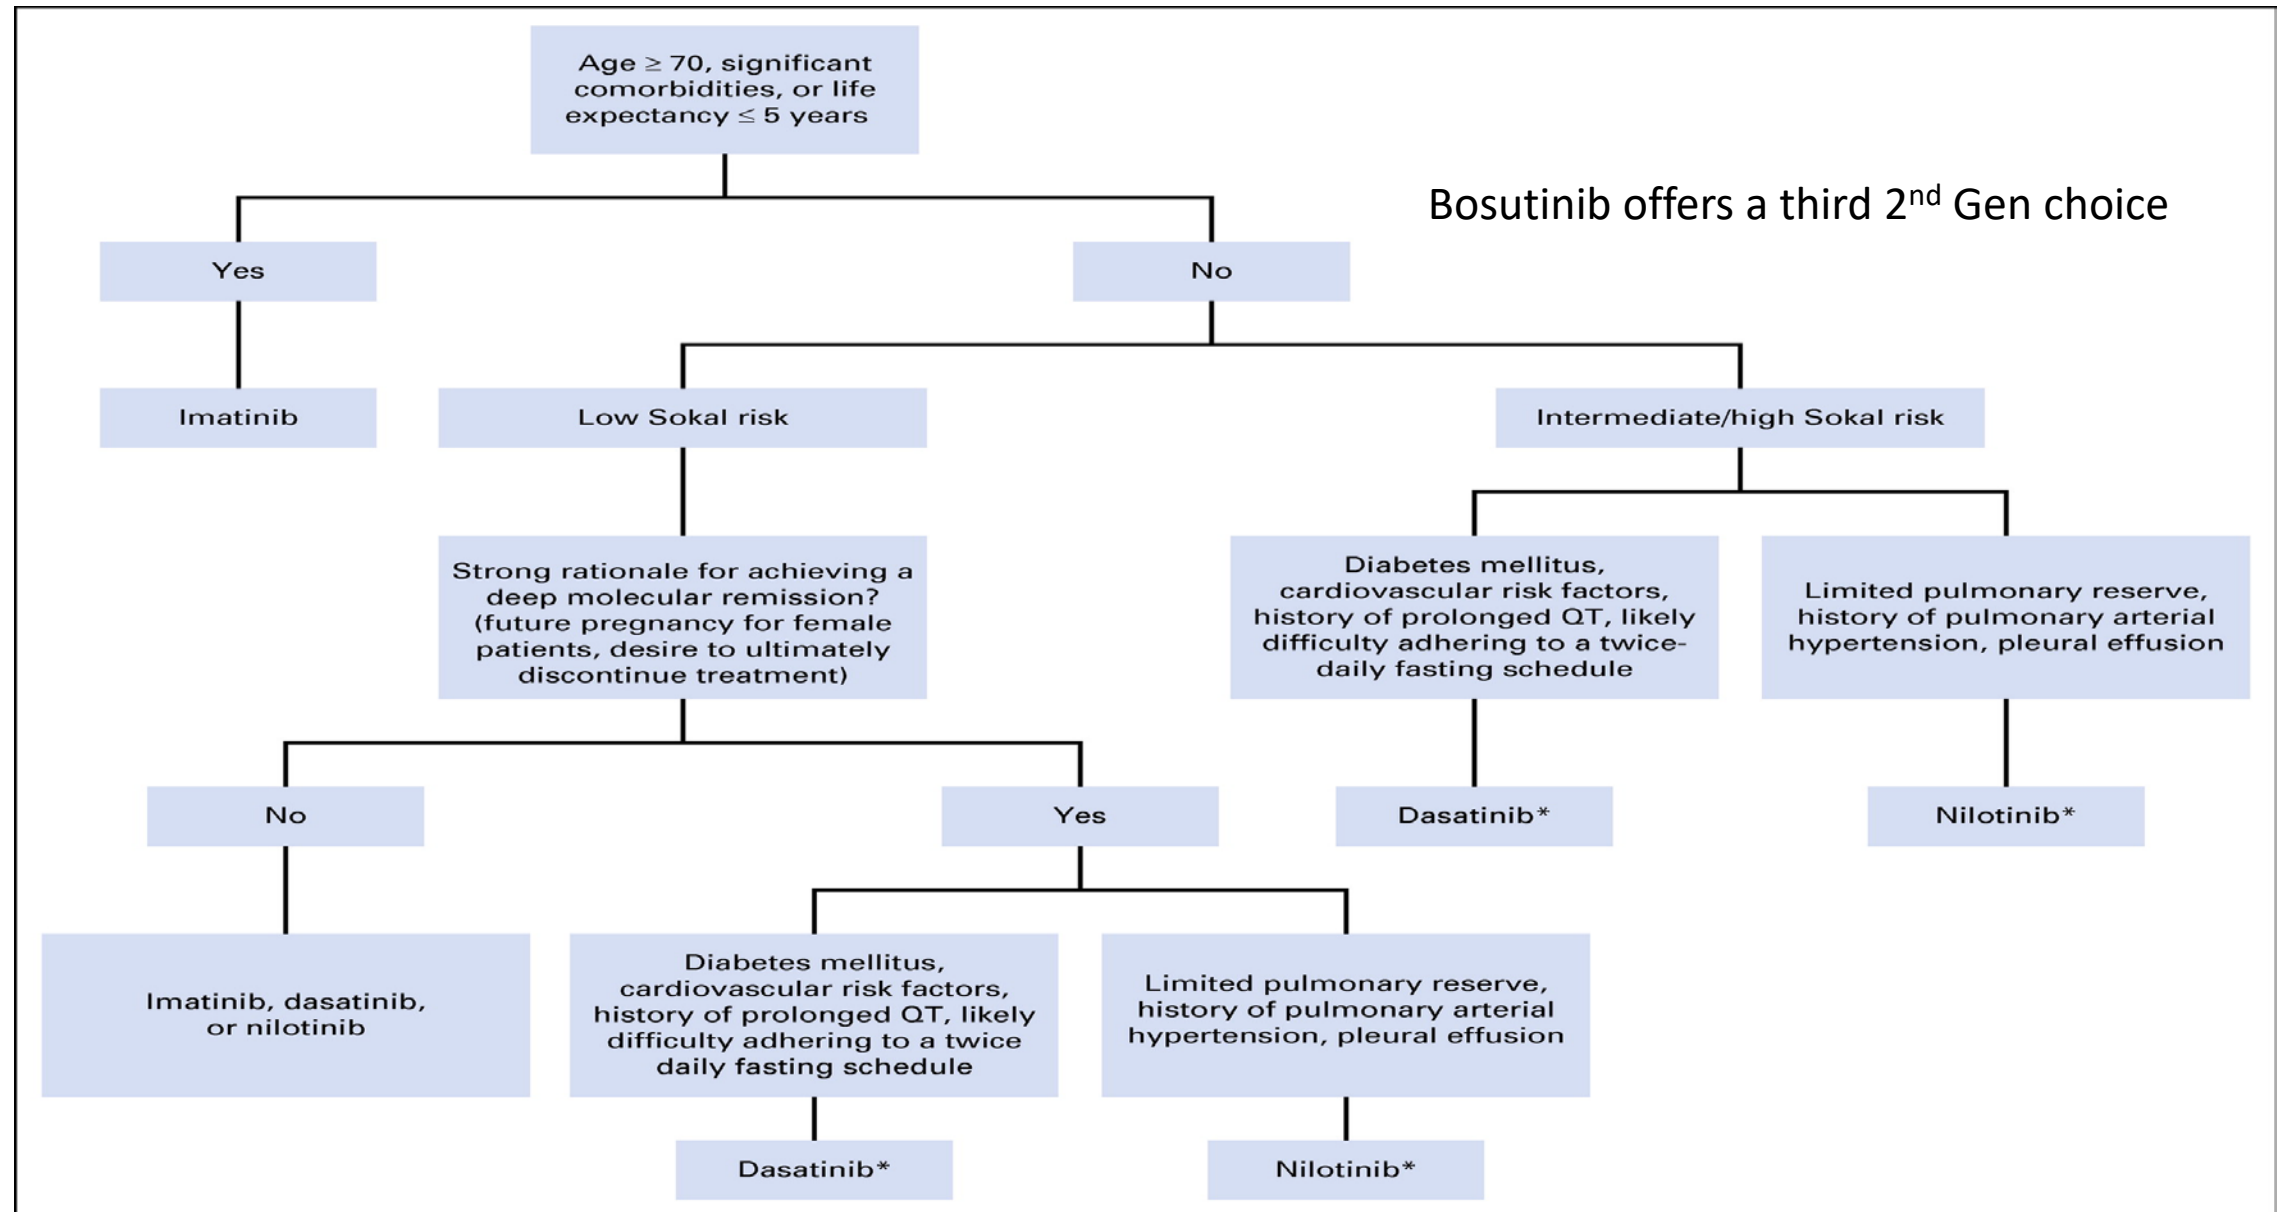 Age ≥ 70, significant
comorbidities, or life
expectancy ≤ 5 years
Bosutinib offers a third 2nd Gen choice
Yes
No
Imatinib
Low Sokal risk
Intermediate/high Sokal risk
Strong rationale for achieving a
deep molecular remission?
(future pregnancy for female
patients, desire to ultimately
discontinue treatment)
Diabetes mellitus,
cardiovascular risk factors,
history of prolonged QT, likely
difficulty adhering to a twice-
daily fasting schedule
Limited pulmonary reserve,
history of pulmonary arterial
hypertension, pleural effusion
No
Yes
Dasatinib*
Nilotinib*
Imatinib, dasatinib,
or nilotinib
Diabetes mellitus,
cardiovascular risk factors,
history of prolonged QT, likely
difficulty adhering to a twice
daily fasting schedule
Limited pulmonary reserve,
history of pulmonary arterial
hypertension, pleural effusion
Dasatinib*
Nilotinib*